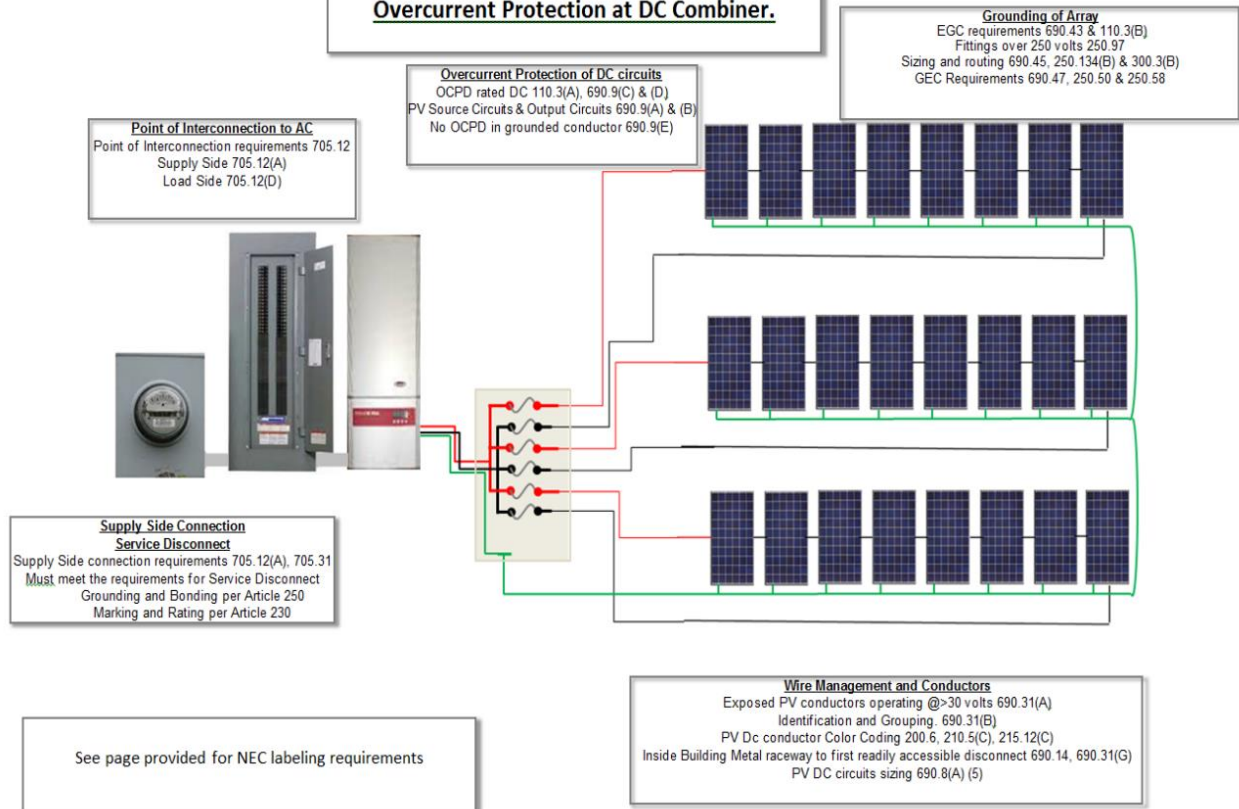 Overcurrent Protection at DC Combiner.
Grounding of Array
EGC requirements 690.43 & 110.3(B)
Fittings over 250 volts 250.97
Sizing and routing 690.45, 250.134(B) & 300.3(B)
GEC Requirements 690.47, 250.50 & 250.58
Overcurrent Protection of DC circuits
OCPD rated DC 110.3(A), 690.9(C) & (D)
PV Source Circuits & Output Circuits 690.9(A) & (B)
No OCPD in grounded conductor 690.9(E)
Point of Interconnection to AC
Point of Interconnection requirements 705.12
Supply Side 705.12(A)
Load Side 705.12(D)
Supply Side Connection
Service Disconnect
Supply Side connection requirements 705.12(A), 705.31
Must meet the requirements for Service Disconnect
Grounding and Bonding per Article 250
Marking and Rating per Article 230
Wire Management and Conductors
Exposed PV conductors operating @>30 volts 690.31(A)
Identification and Grouping. 690.31(B)
PV Dc conductor Color Coding 200.6, 210.5(C), 215.12(C)
Inside Building Metal raceway to first readily accessible disconnect 690.14, 690.31(G)
PV DC circuits sizing 690.8(A) (5)
See page provided for NEC labeling requirements